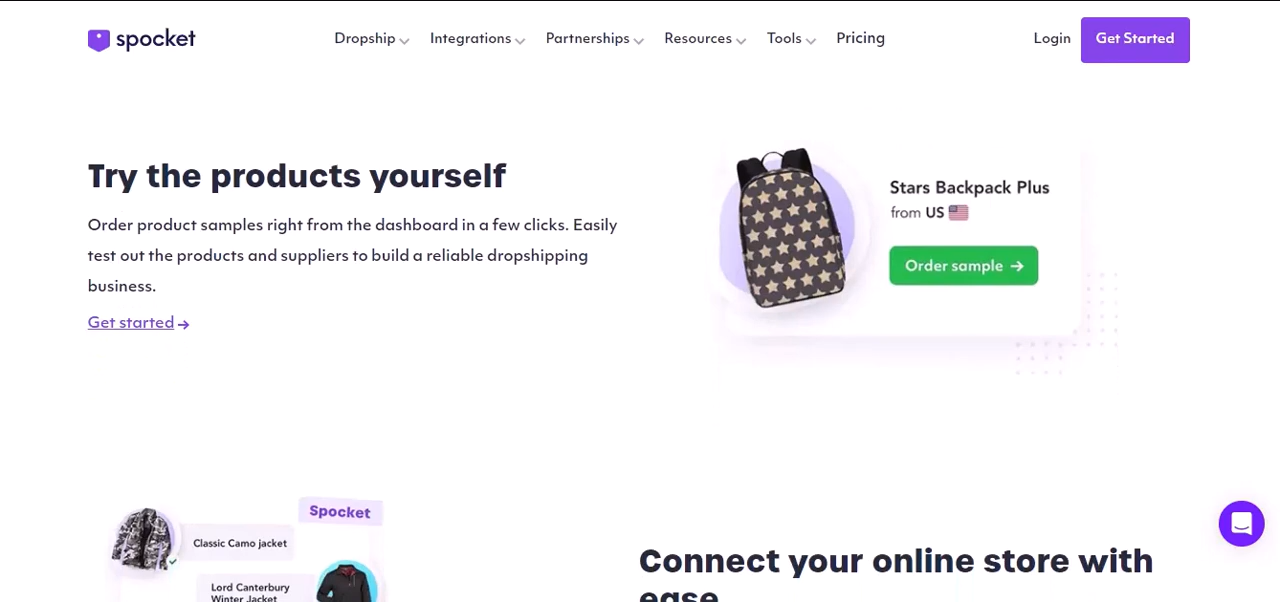 spocket
Dropship Integrations Partnerships Resources Tools Pricing
Login Get Started
Try the products yourself
Order product samples right from the dashboard in a few clicks. Easily
test out the products and suppliers to build a reliable dropshipping
business.
Get started
Stars Backpack Plus
from US
Order sample
Spocket
Classic Camo jacket
Lord Canterbury
Winter Jacket
Connect your online store with
ease